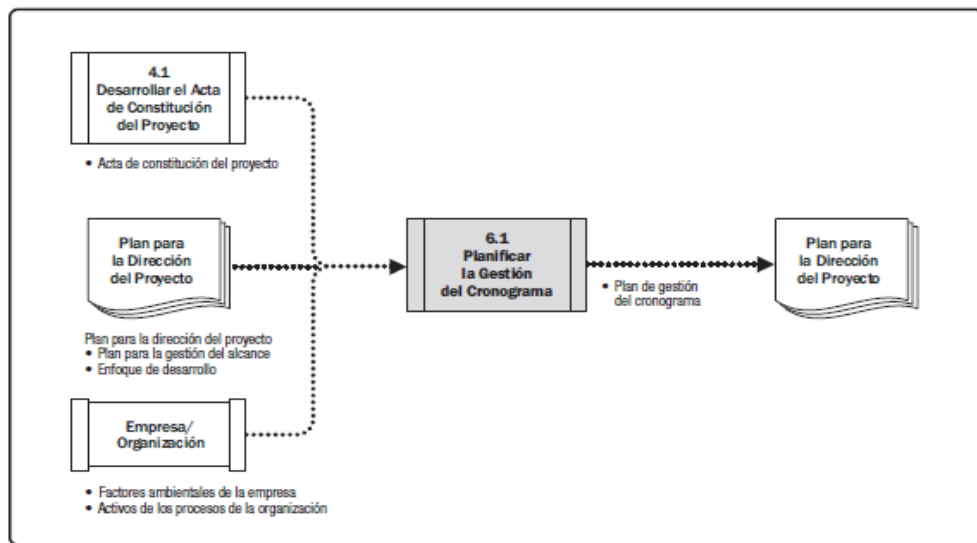 4.1
Desarrollar el Acta
de Constitución
del Proyecto
• Acta de constitución del proyecto
Plan para
la Dirección
del Proyecto
Plan para la dirección del proyecto
• Plan para la gestión del alcance
• Enfoque de desarrollo
Empresa/
Organización
• Factores ambientales de la empresa
• Activos de los procesos de la organización
6.1
Planificar
la Gestión
del Cronograma
• Plan de gestión
del cronograma
Plan para
la Dirección
del Proyecto